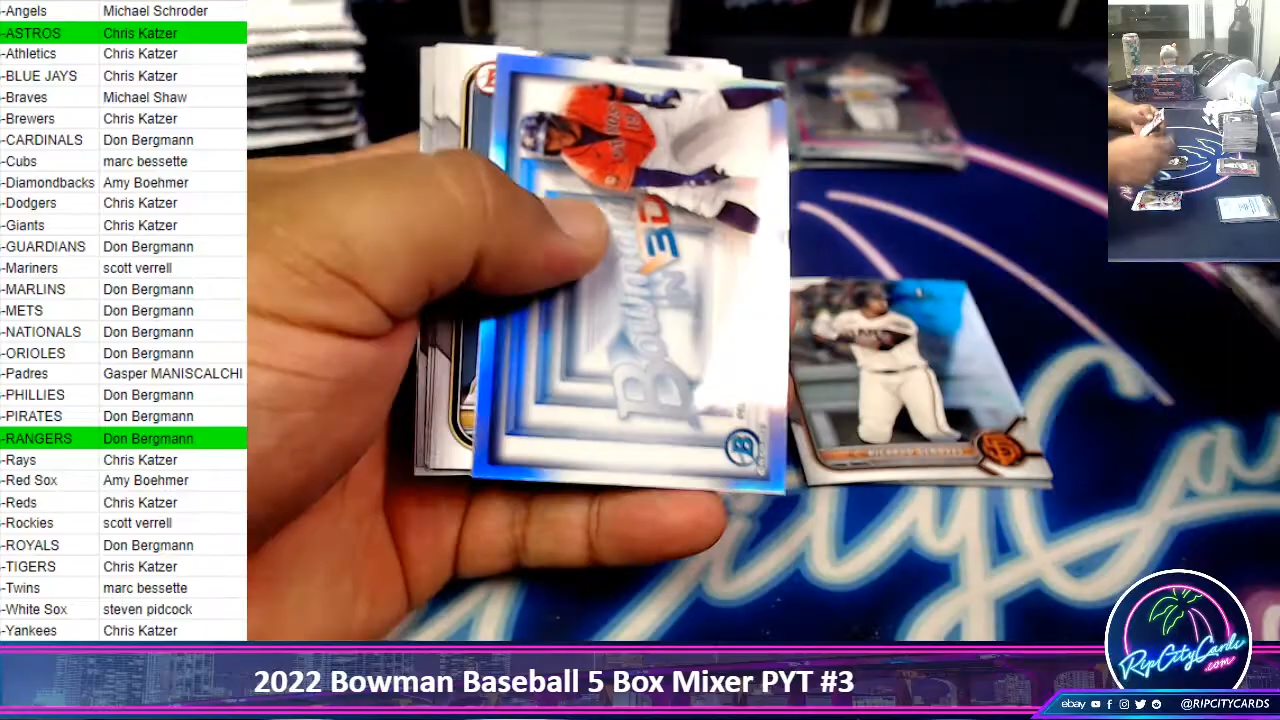 -Angels Michael Schroder
-ASTROS Chris Katzer
-Athletics Chris Katzer
-BLUE JAYS Chris Katzer
-Braves Michael Shaw
-Brewers Chris Katzer
-CARDINALS Don Bergmann
-Cubs marc bessette
-Diamondbacks Amy Boehmer
-Dodgers Chris Katzer
-Giants Chris Katzer
-GUARDIANS Don Bergmann
-Mariners scott verrell
-MARLINS Don Bergmann
-METS Don Bergmann
-NATIONALS Don Bergmann
-ORIOLES Don Bergmann
-Padres Gasper MANISCALCHI
-PHILLIES Don Bergmann
-PIRATES Don Bergmann
-RANGERS Don Bergmann
-Rays Chris Katzer
-Red Sox Amy Boehmer
-Reds Chris Katzer
-Rockies scott verrell
-ROYALS Don Bergmann
-TIGERS Chris Katzer
-Twins marc bessette
-White Sox steven pidcock
-Yankees Chris Katzer
Bowman
IN
RipCityCards
.com
2022 Bowman Baseball 5 Box Mixer PYT #3
ebay @RIPCITYCARDS